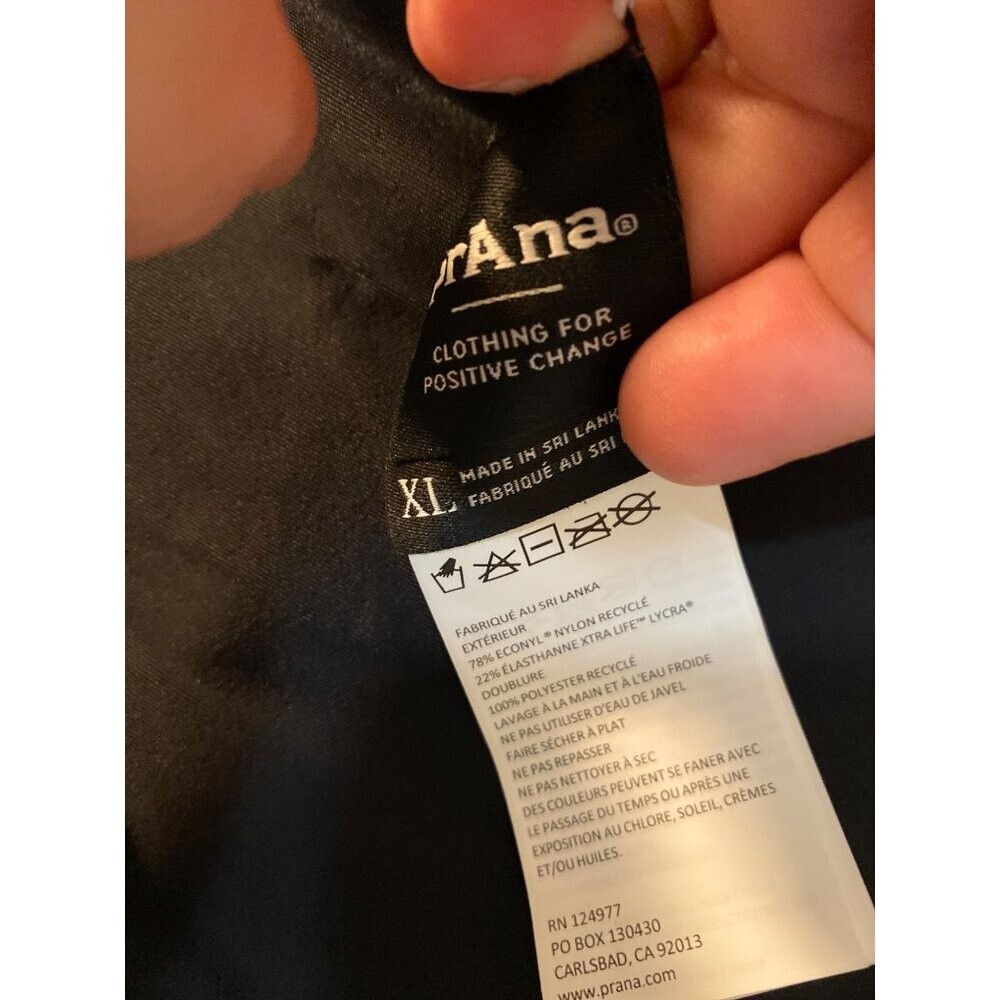 prAna®
CLOTHING FOR
POSITIVE CHANGE
XL
MADE IN SRI
FABRIQUÉ AU SRI
FABRIQUÉ AU SRI LANKA
EXTÉRIEUR
78% ECONYL® NYLON RECYCLÉ
22% ÉLASTHANNE XTRA LIFE™ LYCRA®
DOUBLURE
100% POLYESTER RECYCLÉ
LAVAGE À LA MAIN ET À L'EAU FROIDE
NE PAS UTILISER D'EAU DE JAVEL
FAIRE SÉCHER À PLAT
NE PAS REPASSER
NE PAS NETTOYER À SEC
DES COULEURS PEUVENT SE FANER AVEC
LE PASSAGE DU TEMPS OU APRÈS UNE
EXPOSITION AU CHLORE, SOLEIL, CRÈMES
ET/OU HUILES.
RN 124977
PO BOX 130430
CARLSBAD, CA 92013
www.prana.com